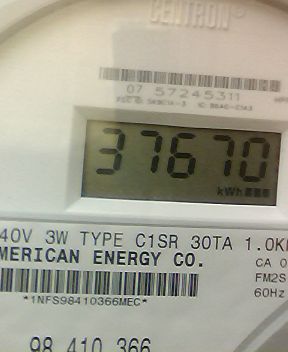 CENTRON®
07 57245311
37670
kWh
40V 3W TYPE C1SR 30TA 1.0K
MERICAN ENERGY CO.
CA 0
FM2S
60Hz
*1NFS98410366MEC*
98 410 366